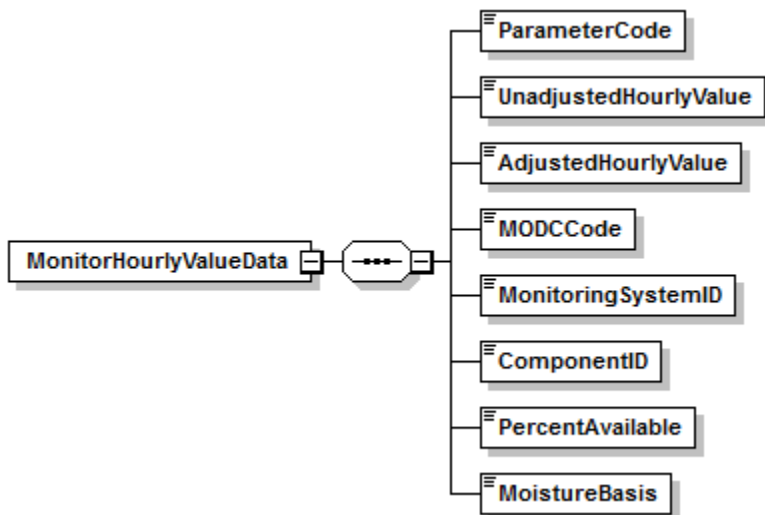 ParameterCode
UnadjustedHourlyValue
AdjustedHourlyValue
MODCCode
MonitorHourlyValueData
MonitoringSystemID
ComponentID
PercentAvailable
MoistureBasis